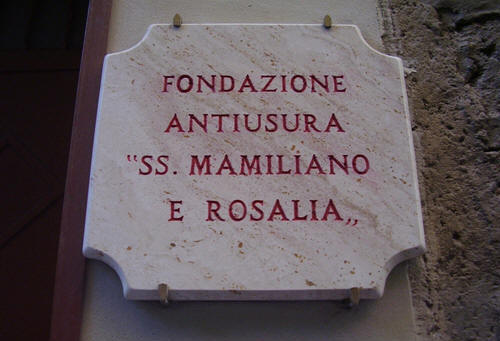 FONDAZIONE
ANTIUSURA
"SS. MAMILIANO
E ROSALIA„